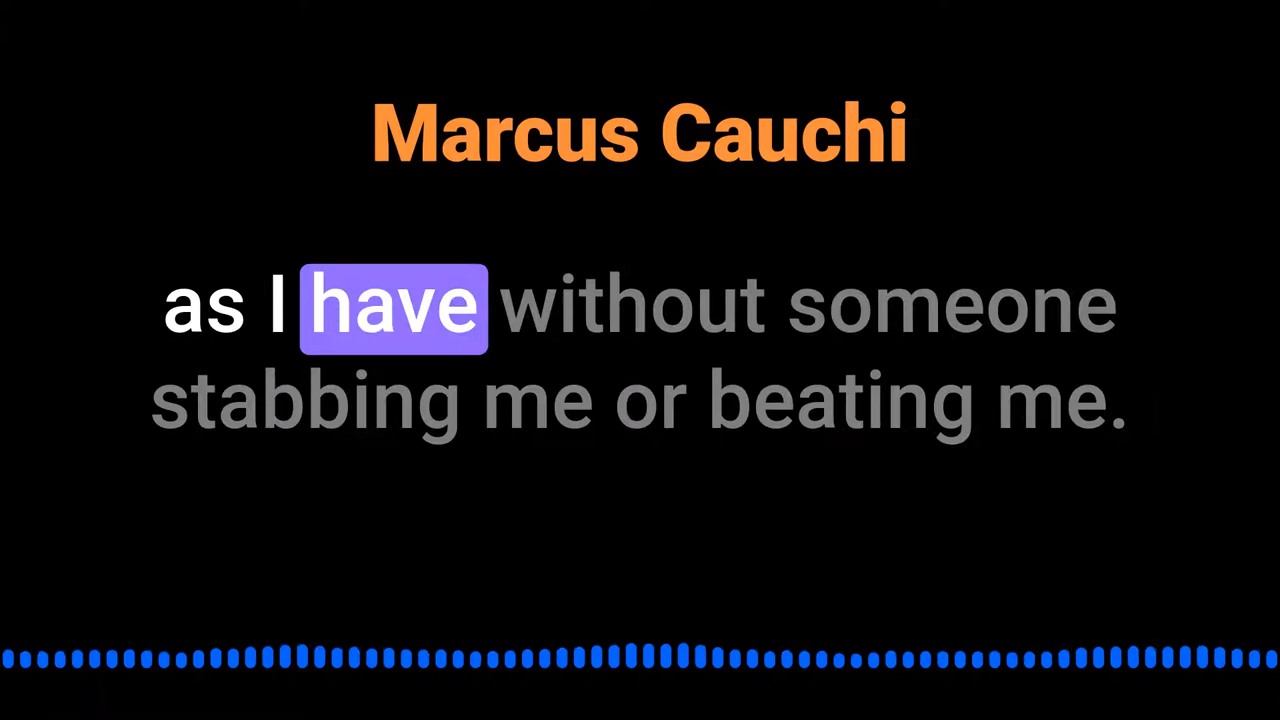 Marcus Cauchi
as I have without someone
stabbing me or beating me.